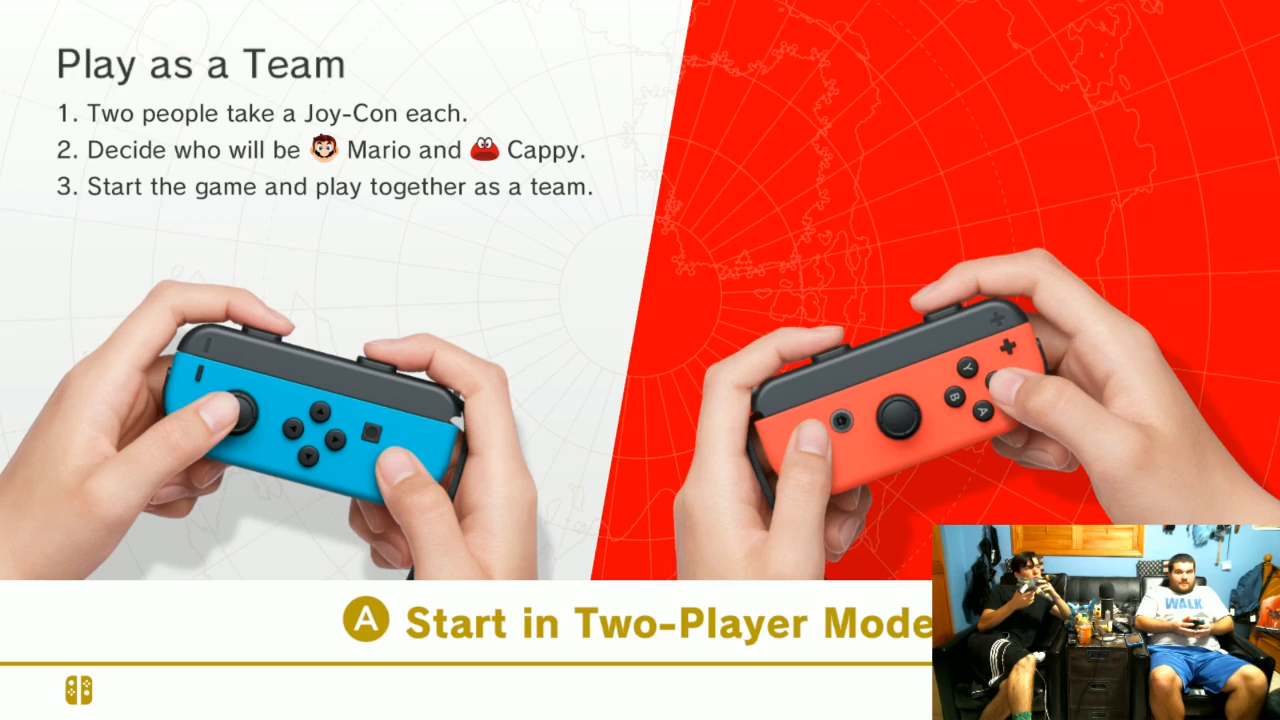 Play as a Team
1. Two people take a Joy-Con each.
2. Decide who will be Mario and Cappy.
3. Start the game and play together as a team.
Y
B
A
A Start in Two-Player Mode
WALK